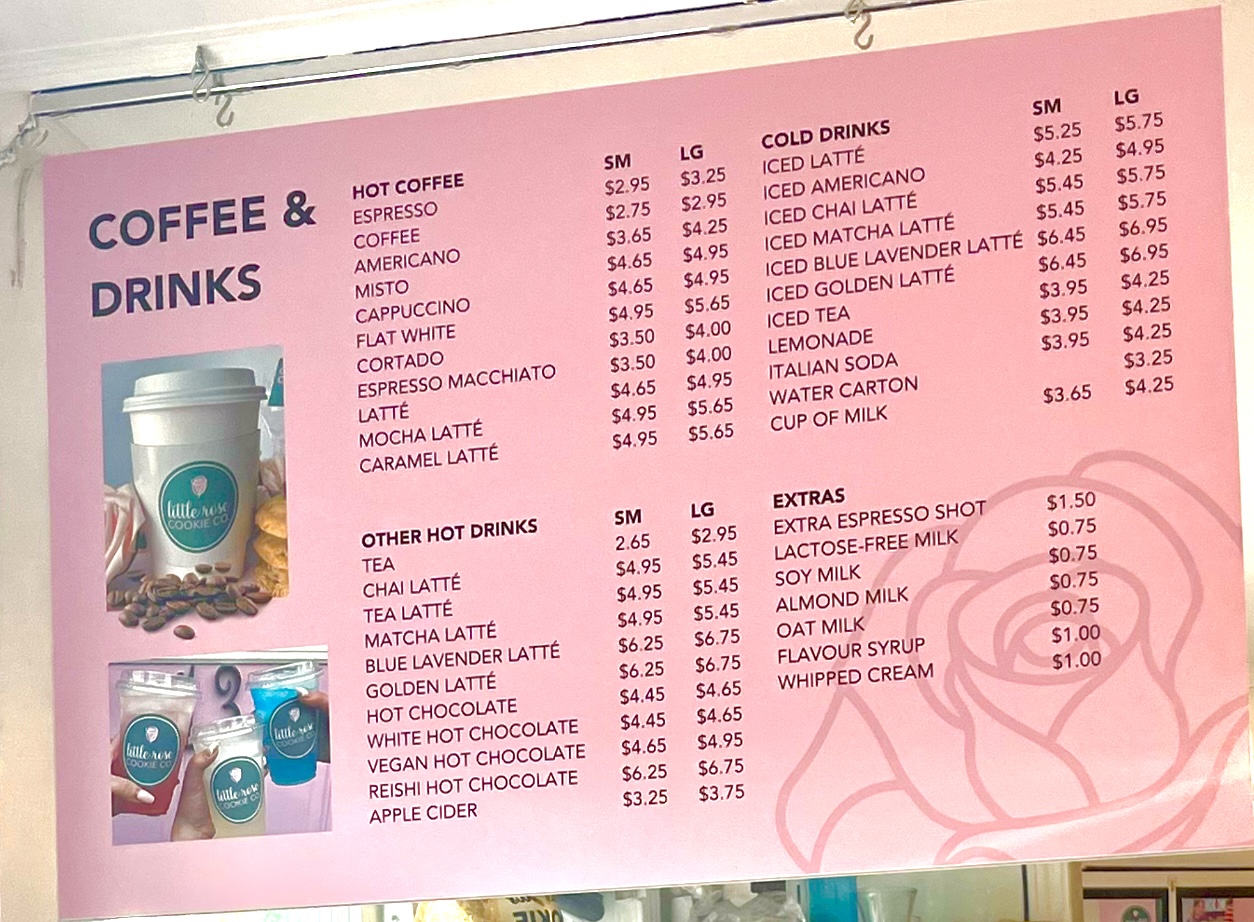 COFFEE &
DRINKS
HOT COFFEE SM LG
ESPRESSO $2.95 $3.25
COFFEE $2.75 $2.95
AMERICANO $3.65 $4.25
MISTO $4.65 $4.95
CAPPUCCINO $4.65 $4.95
FLAT WHITE $4.95 $5.65
CORTADO $3.50 $4.00
ESPRESSO MACCHIATO $3.50 $4.00
LATTÉ $4.65 $4.95
MOCHA LATTÉ $4.95 $5.65
CARAMEL LATTÉ $4.95 $5.65
OTHER HOT DRINKS SM LG
TEA 2.65 $2.95
CHAI LATTÉ $4.95 $5.45
TEA LATTÉ $4.95 $5.45
MATCHA LATTÉ $4.95 $5.45
BLUE LAVENDER LATTÉ $6.25 $6.75
GOLDEN LATTÉ $6.25 $6.75
HOT CHOCOLATE $4.45 $4.65
WHITE HOT CHOCOLATE $4.45 $4.65
VEGAN HOT CHOCOLATE $4.65 $4.95
REISHI HOT CHOCOLATE $6.25 $6.75
APPLE CIDER $3.25 $3.75
COLD DRINKS SM LG
ICED LATTÉ $5.25 $5.75
ICED AMERICANO $4.25 $4.95
ICED CHAI LATTÉ $5.45 $5.75
ICED MATCHA LATTÉ $5.45 $5.75
ICED BLUE LAVENDER LATTÉ $6.45 $6.95
ICED GOLDEN LATTÉ $6.45 $6.95
ICED TEA $3.95 $4.25
LEMONADE $3.95 $4.25
ITALIAN SODA $3.95 $4.25
WATER CARTON $3.25
CUP OF MILK $3.65 $4.25
EXTRAS
EXTRA ESPRESSO SHOT $1.50
LACTOSE-FREE MILK $0.75
SOY MILK $0.75
ALMOND MILK $0.75
OAT MILK $0.75
FLAVOUR SYRUP $1.00
WHIPPED CREAM $1.00
little rose
COOKIE CO.
little rose
COOKIE CO
little rose
COOKIE CO
little rose
COOKIE CO